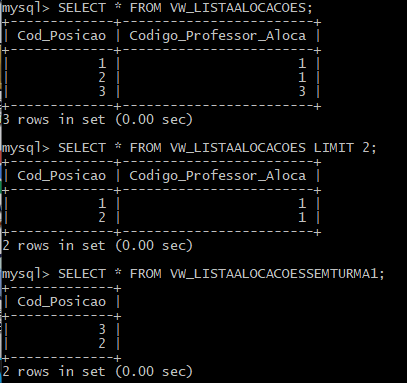 mysql> SELECT * FROM VW_LISTAALOCACOES;
+-------------+------------------------+
| Cod_Posicao | Codigo_Professor_Aloca |
+-------------+------------------------+
|           1 |                      1 |
|           2 |                      1 |
|           3 |                      3 |
+-------------+------------------------+
3 rows in set (0.00 sec)
mysql> SELECT * FROM VW_LISTAALOCACOES LIMIT 2;
+-------------+------------------------+
| Cod_Posicao | Codigo_Professor_Aloca |
+-------------+------------------------+
|           1 |                      1 |
|           2 |                      1 |
+-------------+------------------------+
2 rows in set (0.00 sec)
mysql> SELECT * FROM VW_LISTAALOCACOESSEMTURMA1;
+-------------+
| Cod_Posicao |
+-------------+
|           3 |
|           2 |
+-------------+
2 rows in set (0.00 sec)